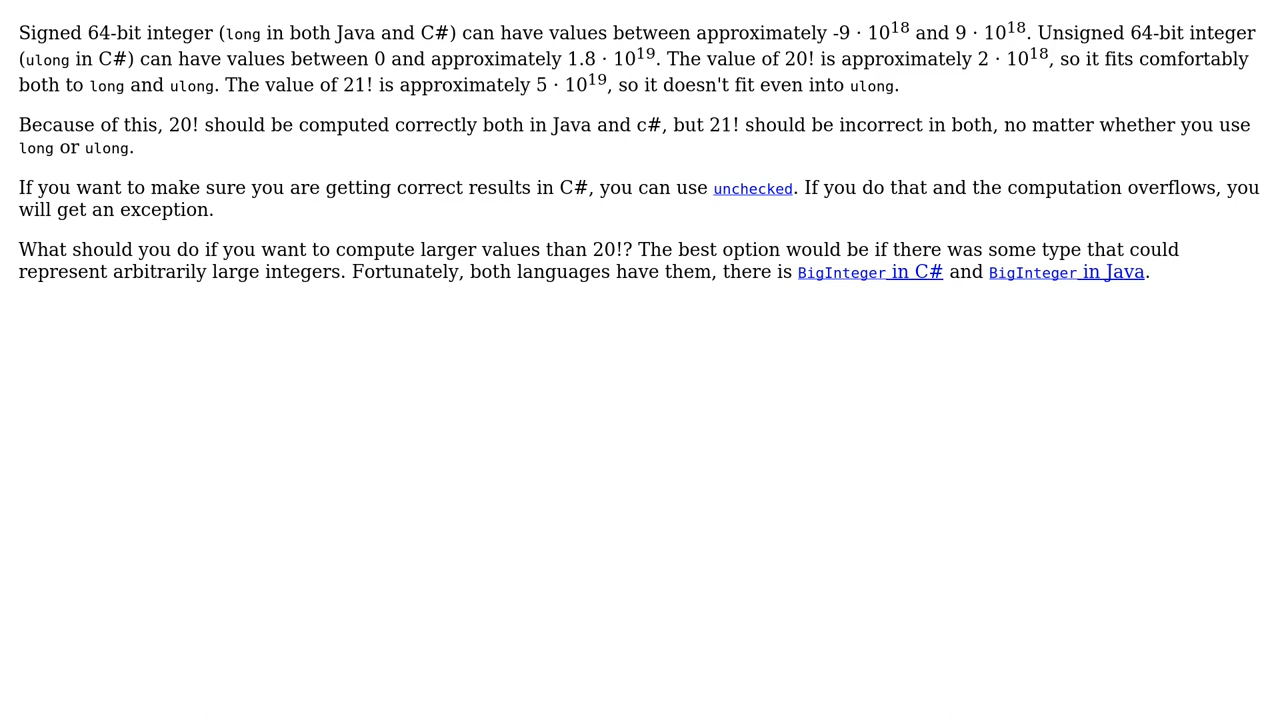 Signed 64-bit integer (long in both Java and C#) can have values between approximately -9 · 10^18 and 9 · 10^18. Unsigned 64-bit integer
(ulong in C#) can have values between 0 and approximately 1.8 · 10^19. The value of 20! is approximately 2 · 10^18, so it fits comfortably
both to long and ulong. The value of 21! is approximately 5 · 10^19, so it doesn't fit even into ulong.
Because of this, 20! should be computed correctly both in Java and c#, but 21! should be incorrect in both, no matter whether you use
long or ulong.
If you want to make sure you are getting correct results in C#, you can use unchecked. If you do that and the computation overflows, you
will get an exception.
What should you do if you want to compute larger values than 20!? The best option would be if there was some type that could
represent arbitrarily large integers. Fortunately, both languages have them, there is BigInteger in C# and BigInteger in Java.